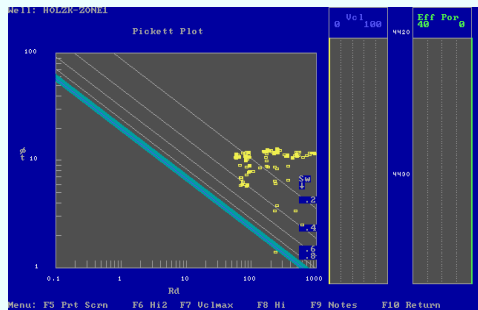 Well: HOLZK-ZONE1
Pickett Plot
Vcl
0 100
Eff Por
40 0
4420
100
10
1
4400
Sw
.2
.4
.6
.8
0.1 1 10 100 1000
Rd
Menu: F5 Prt Scrn F6 Hi2 F7 Vclmax F8 Hi F9 Notes F10 Return